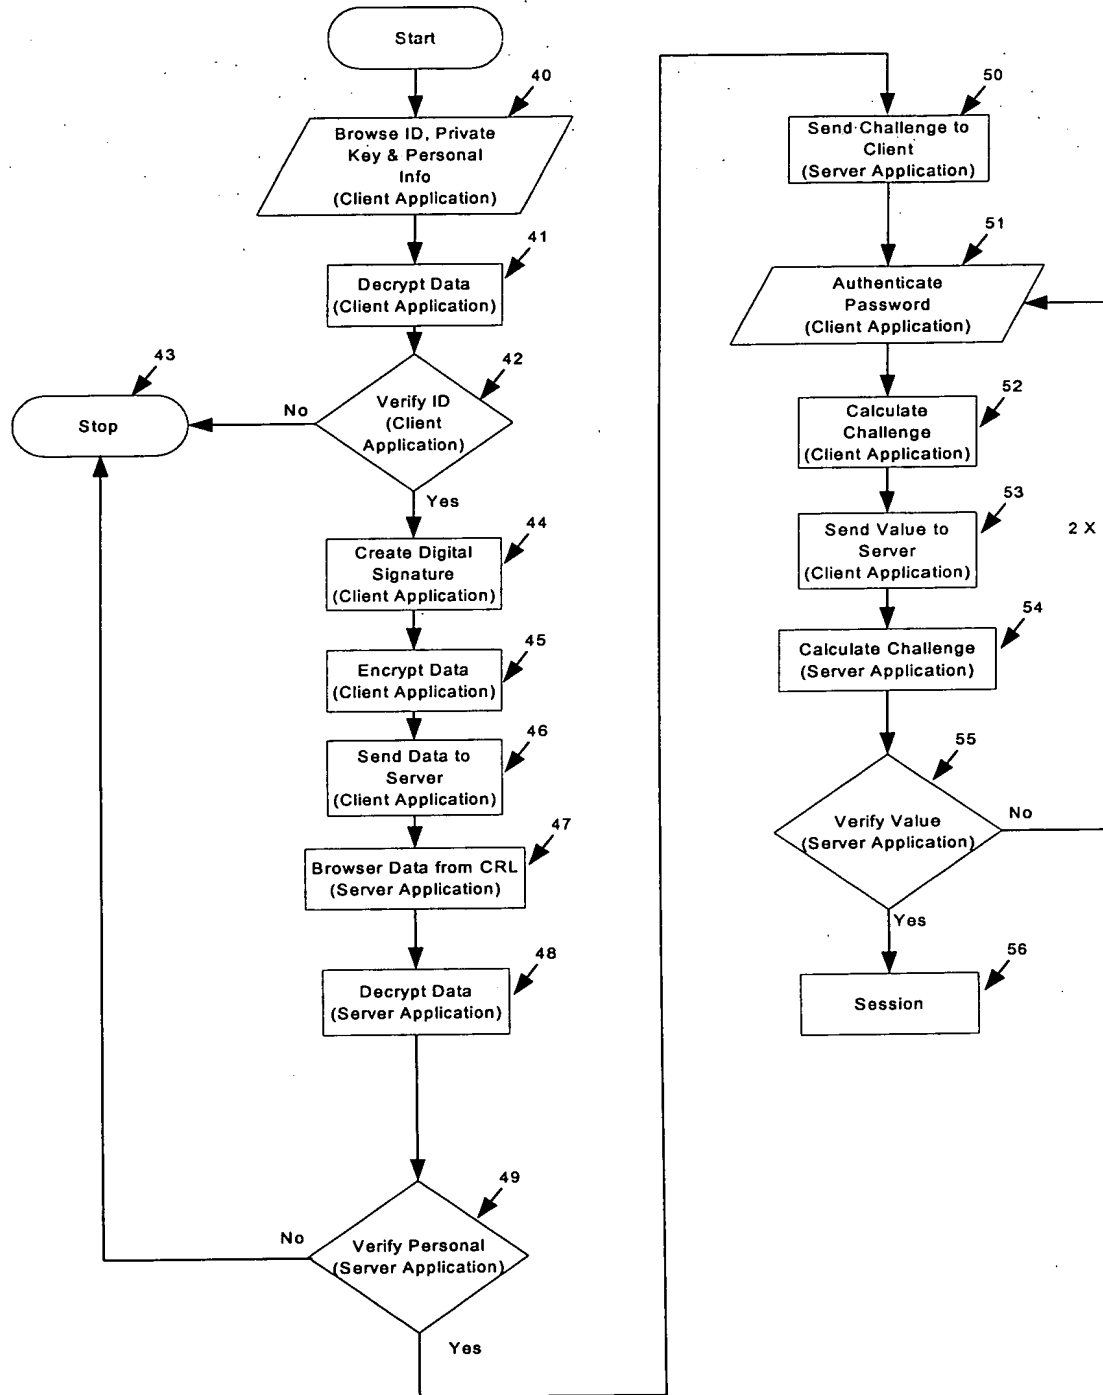 Start
40
Browse ID, Private
Key & Personal
Info
(Client Application)
41
Decrypt Data
(Client Application)
43
Stop
No
42
Verify ID
(Client
Application)
Yes
44
Create Digital
Signature
(Client Application)
45
Encrypt Data
(Client Application)
46
Send Data to
Server
(Client Application)
47
Browser Data from CRL
(Server Application)
48
Decrypt Data
(Server Application)
49
No
Verify Personal
(Server Application)
Yes
50
Send Challenge to
Client
(Server Application)
51
Authenticate
Password
(Client Application)
52
Calculate
Challenge
(Client Application)
53
Send Value to
Server
(Client Application)
2 X
54
Calculate Challenge
(Server Application)
55
Verify Value
(Server Application)
No
Yes
56
Session